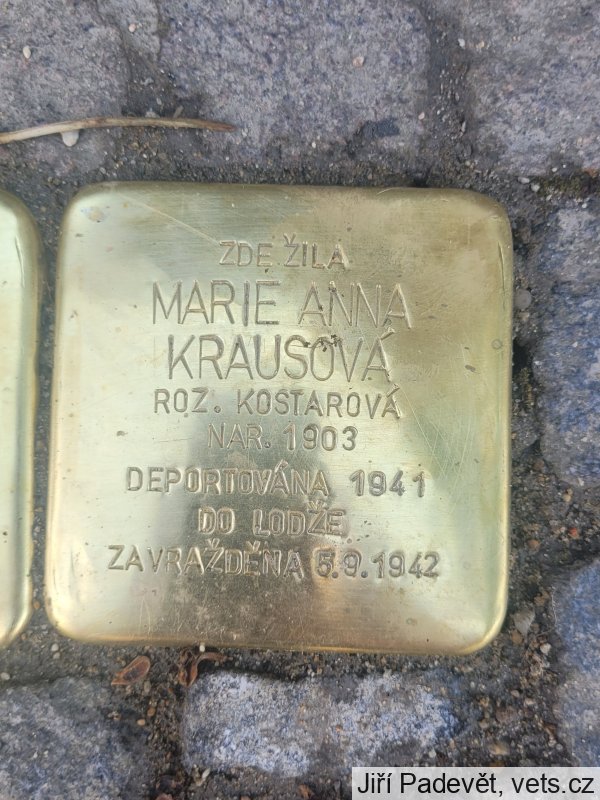 ZDE ŽILA
MARIE ANNA
KRAUSOVÁ
ROZ. KOSTAROVÁ
NAR. 1903
DEPORTOVÁNA 1941
DO LODŽE
ZAVRAŽDĚNA 5.9.1942
Jiří Padevět, vets.cz